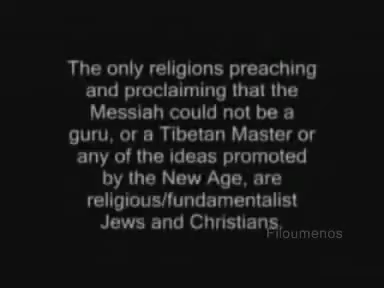 The only religions preaching
and proclaiming that the
Messiah could not be a
guru, or a Tibetan Master or
any of the ideas promoted
by the New Age, are
religious/fundamentalist
Jews and Christians.
Filoumenos